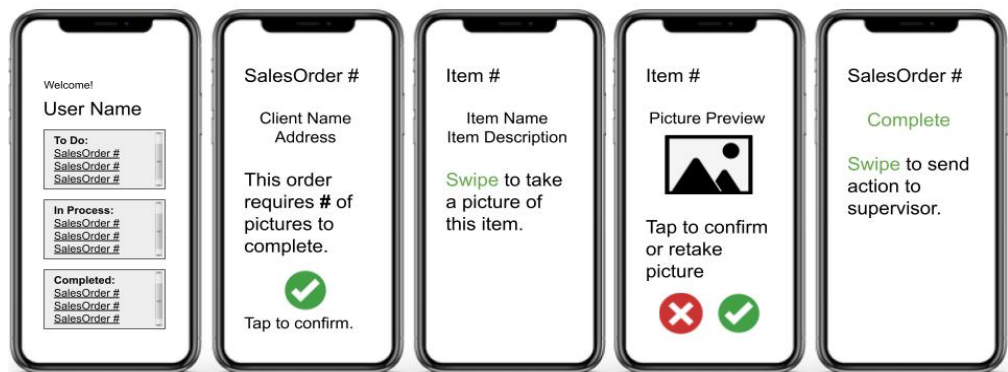 Welcome!
User Name
To Do:
SalesOrder #
SalesOrder #
SalesOrder #
In Process:
SalesOrder #
SalesOrder #
SalesOrder #
Completed:
SalesOrder #
SalesOrder #
SalesOrder #
SalesOrder #
Client Name
Address
This order
requires # of
pictures to
complete.
Tap to confirm.
Item #
Item Name
Item Description
Swipe to take
a picture of
this item.
Item #
Picture Preview
Tap to confirm
or retake
picture
SalesOrder #
Complete
Swipe to send
action to
supervisor.